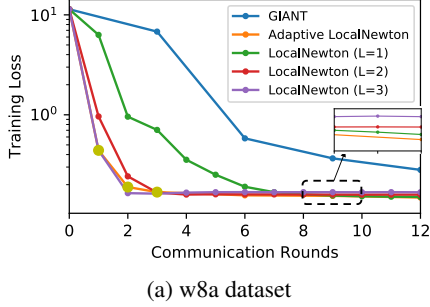 10¹
10⁰
Training Loss
GIANT
Adaptive LocalNewton
LocalNewton (L=1)
LocalNewton (L=2)
LocalNewton (L=3)
0 2 4 6 8 10 12
Communication Rounds
(a) w8a dataset